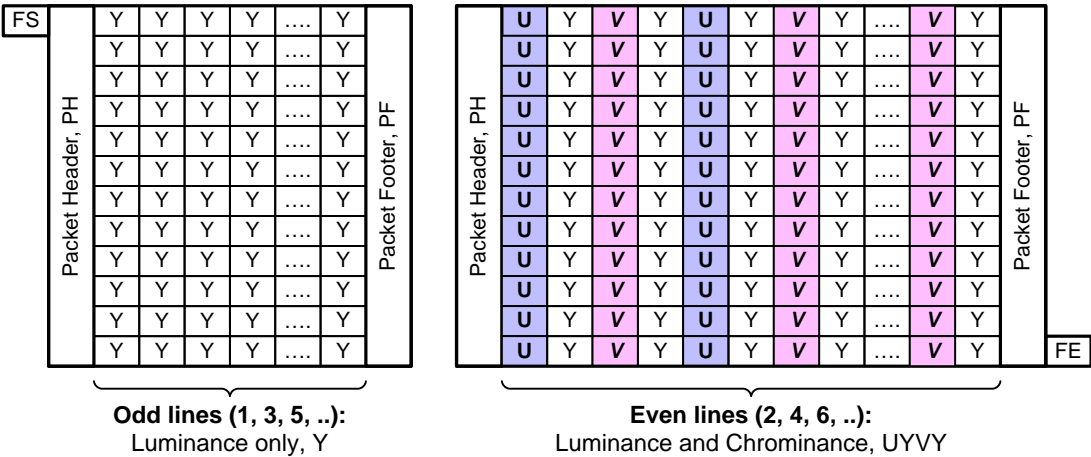 FS Y Y Y Y .... Y U Y V Y U Y V Y .... V Y
Y Y Y Y .... Y U Y V Y U Y V Y .... V Y
Y Y Y Y .... Y U Y V Y U Y V Y .... V Y
Y Y Y Y .... Y U Y V Y U Y V Y .... V Y
Y Y Y Y .... Y U Y V Y U Y V Y .... V Y
Y Y Y Y .... Y U Y V Y U Y V Y .... V Y
Y Y Y Y .... Y U Y V Y U Y V Y .... V Y
Y Y Y Y .... Y U Y V Y U Y V Y .... V Y
Y Y Y Y .... Y U Y V Y U Y V Y .... V Y
Y Y Y Y .... Y U Y V Y U Y V Y .... V Y
Y Y Y Y .... Y U Y V Y U Y V Y .... V Y
Y Y Y Y .... Y U Y V Y U Y V Y .... V Y FE
Packet Header, PH
Packet Footer, PF
Packet Header, PH
Packet Footer, PF
Odd lines (1, 3, 5, ..):
Luminance only, Y
Even lines (2, 4, 6, ..):
Luminance and Chrominance, UYVY